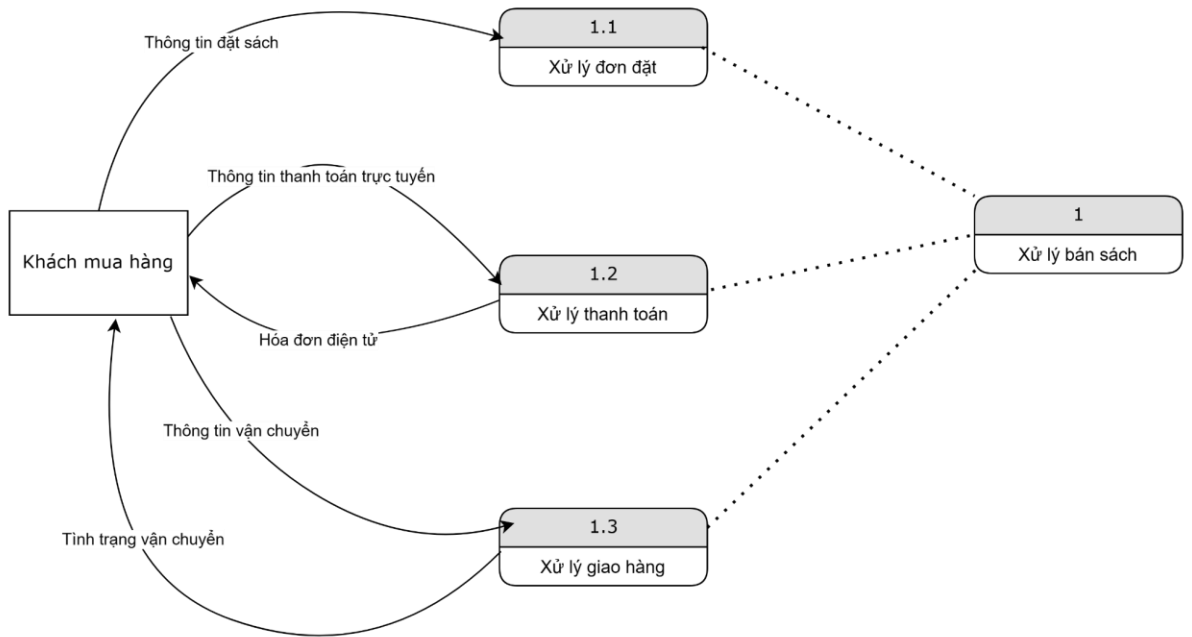 1.1
Thông tin đặt sách
Xử lý đơn đặt
Thông tin thanh toán trực tuyến
1
Khách mua hàng
Xử lý bán sách
1.2
Xử lý thanh toán
Hóa đơn điện tử
Thông tin vận chuyển
1.3
Tình trạng vận chuyển
Xử lý giao hàng